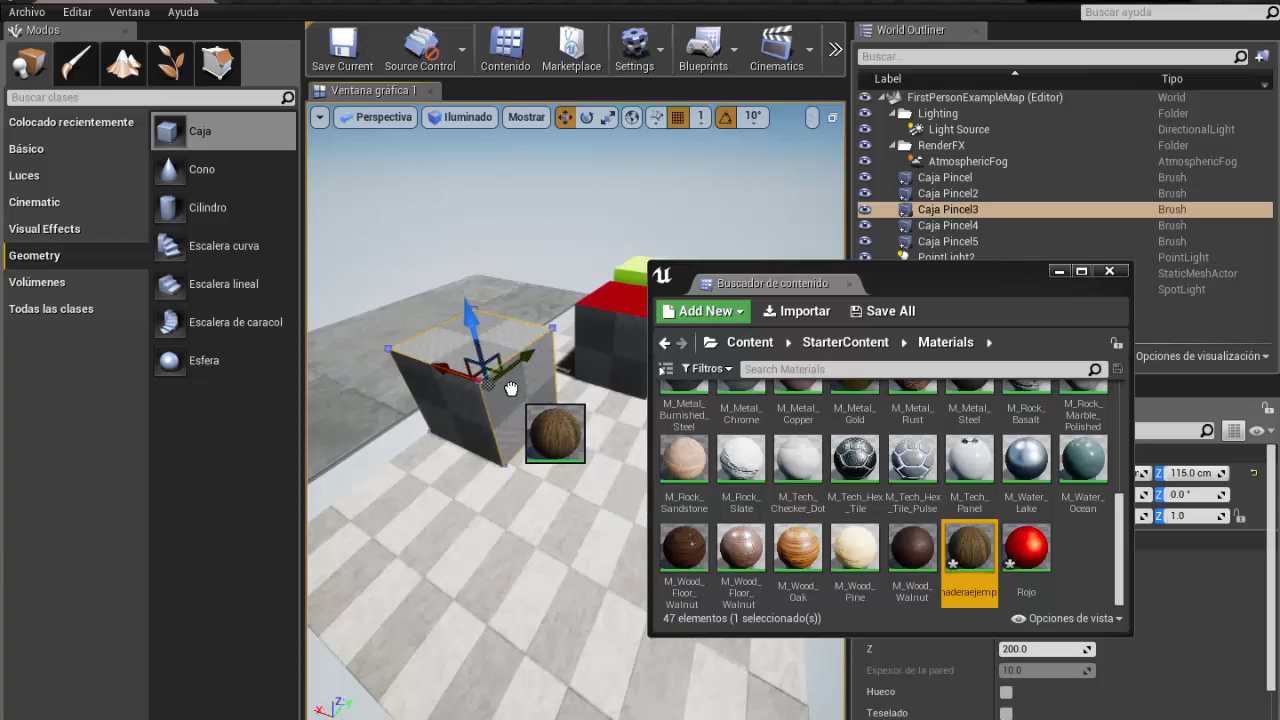 Archivo Editar Ventana Ayuda
Buscar ayuda
Modos
Buscar clases
Colocado recientemente
Básico
Luces
Cinematic
Visual Effects
Geometry
Volúmenes
Todas las clases
Caja
Cono
Cilindro
Escalera curva
Escalera lineal
Escalera de caracol
Esfera
Save Current
Source Control
Contenido
Marketplace
Settings
Blueprints
Cinematics
Ventana gráfica 1
Perspectiva
Iluminado
Mostrar
1
10°
World Outliner
Buscar...
Label Tipo
FirstPersonExampleMap (Editor) World
Lighting Folder
Light Source DirectionalLight
RenderFX Folder
AtmosphericFog AtmosphericFog
Caja Pincel Brush
Caja Pincel2 Brush
Caja Pincel3 Brush
Caja Pincel4 Brush
Caja Pincel5 Brush
PointLight2 PointLight
StaticMeshActor
SpotLight
Opciones de visualización
Buscador de contenido
Add New
Importar
Save All
Content
StarterContent
Materials
Filtros
Search Materials
M_Metal_
Burnished_
Steel
M_Metal_
Chrome
M_Metal_
Copper
M_Metal_
Gold
M_Metal_
Rust
M_Metal_
Steel
M_Rock_
Basalt
M_Rock_
Marble_
Polished
M_Rock_
Sandstone
M_Rock_
Slate
M_Tech_
Checker_Dot
M_Tech_Hex
_Tile
M_Tech_Hex
_Tile_Pulse
M_Tech_
Panel
M_Water_
Lake
M_Water_
Ocean
M_Wood_
Floor_
Walnut
M_Wood_
Floor_
Walnut
M_Wood_
Oak
M_Wood_
Pine
M_Wood_
Walnut
naderaejemp
Rojo
47 elementos (1 seleccionado(s))
Opciones de vista
Z 115.0 cm
Z 0.0 °
Z 1.0
Z 200.0
Espesor de la pared 10.0
Hueco
Teselado
X Y Z